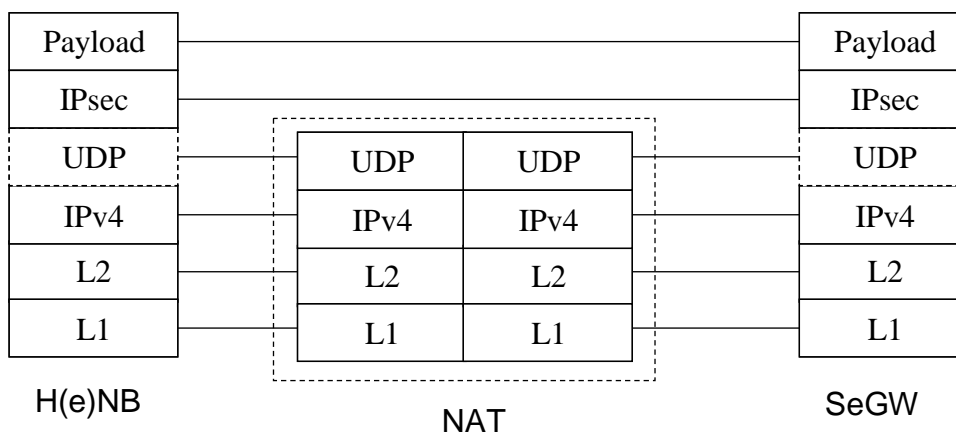 Payload
IPsec
UDP
IPv4
L2
L1
H(e)NB
UDP UDP
IPv4 IPv4
L2 L2
L1 L1
NAT
Payload
IPsec
UDP
IPv4
L2
L1
SeGW